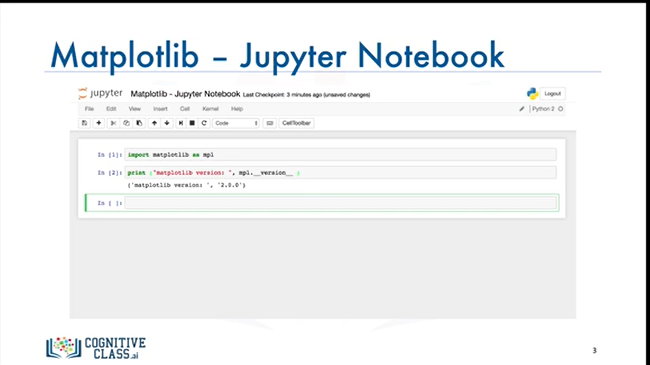 Matplotlib – Jupyter Notebook
jupyter Matplotlib - Jupyter Notebook Last Checkpoint: 3 minutes ago (unsaved changes) Logout
File Edit View Insert Cell Kernel Help Python 2
Code CellToolbar
In [1]: import matplotlib as mpl
In [2]: print ("matplotlib version: ", mpl.__version__ )
('matplotlib version: ', '2.0.0')
In [ ]:
COGNITIVE
CLASS.ai
3